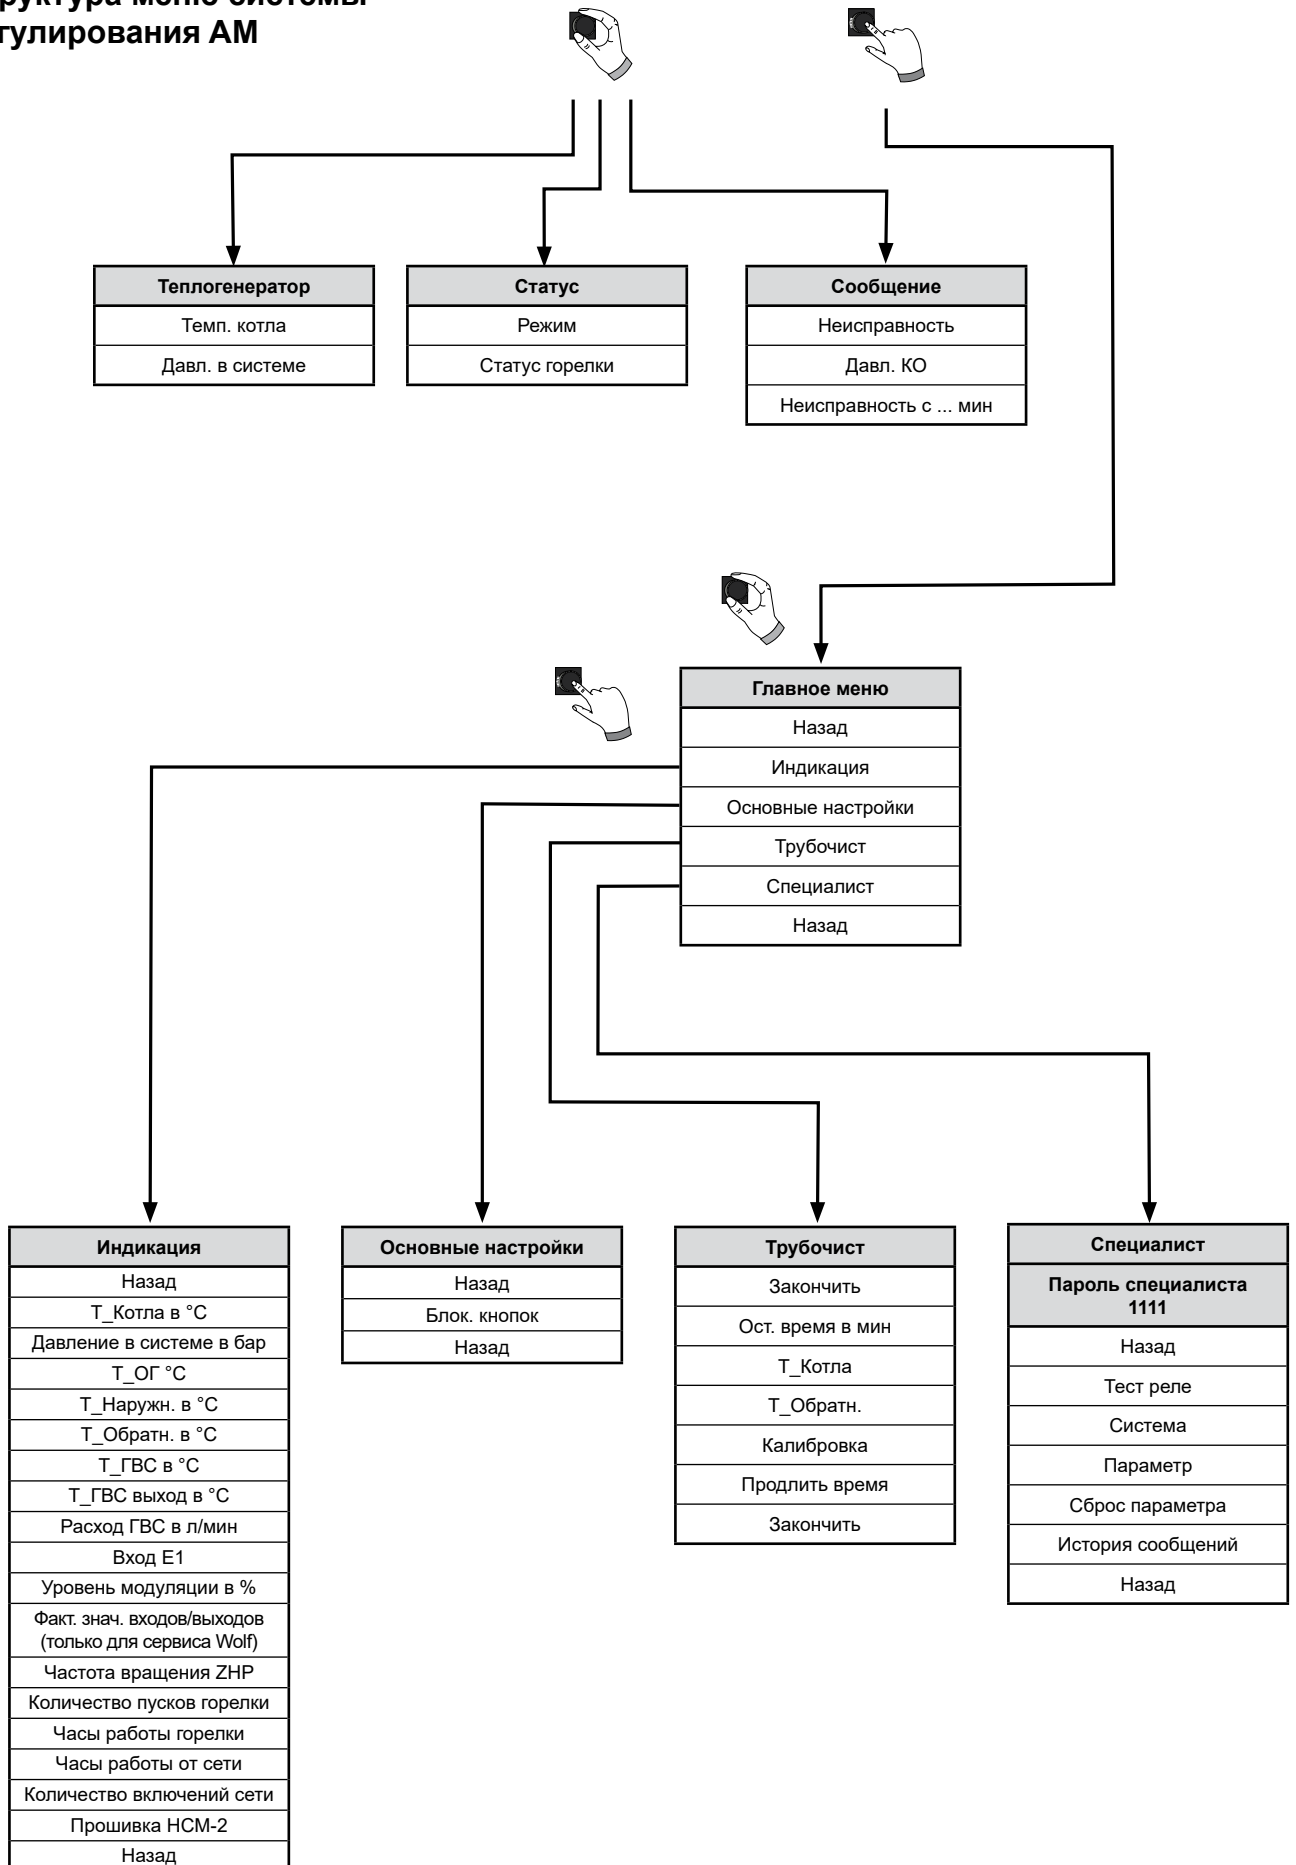 регулирования АМ
Теплогенератор
Темп. котла
Давл. в системе
Статус
Режим
Статус горелки
Сообщение
Неисправность
Давл. КО
Неисправность с ... мин
Главное меню
Назад
Индикация
Основные настройки
Трубочист
Специалист
Назад
Индикация
Назад
Т_Котла в °C
Давление в системе в бар
Т_ОГ °C
Т_Наружн. в °C
Т_Обратн. в °C
Т_ГВС в °C
Т_ГВС выход в °C
Расход ГВС в л/мин
Вход E1
Уровень модуляции в %
Факт. знач. входов/выходов
(только для сервиса Wolf)
Частота вращения ZHP
Количество пусков горелки
Часы работы горелки
Часы работы от сети
Количество включений сети
Прошивка HCM-2
Назад
Основные настройки
Назад
Блок. кнопок
Назад
Трубочист
Закончить
Ост. время в мин
Т_Котла
Т_Обратн.
Калибровка
Продлить время
Закончить
Специалист
Пароль специалиста
1111
Назад
Тест реле
Система
Параметр
Сброс параметра
История сообщений
Назад